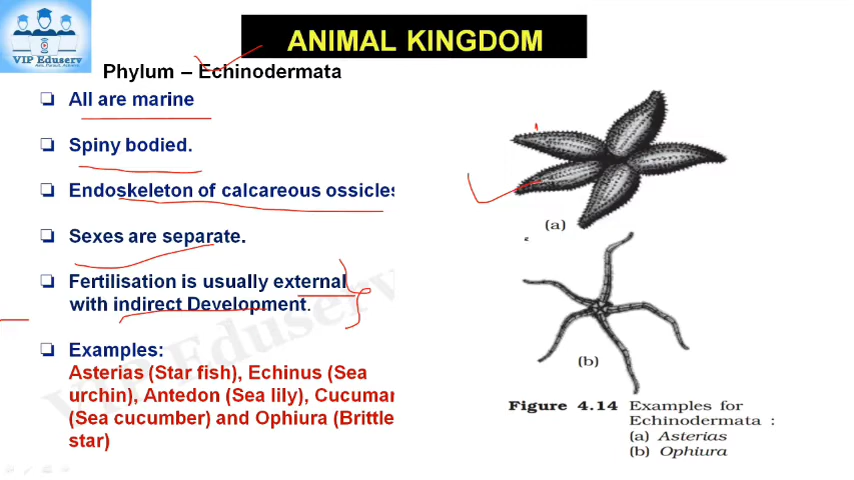 VIP Eduserv
ANIMAL KINGDOM
Phylum – Echinodermata
❑ All are marine
❑ Spiny bodied.
❑ Endoskeleton of calcareous ossicles
❑ Sexes are separate.
❑ Fertilisation is usually external
with indirect Development.
❑ Examples:
Asterias (Star fish), Echinus (Sea
urchin), Antedon (Sea lily), Cucumar
(Sea cucumber) and Ophiura (Brittle
star)
VIP Eduserv
(a)
(b)
Figure 4.14 Examples for
Echinodermata :
(a) Asterias
(b) Ophiura